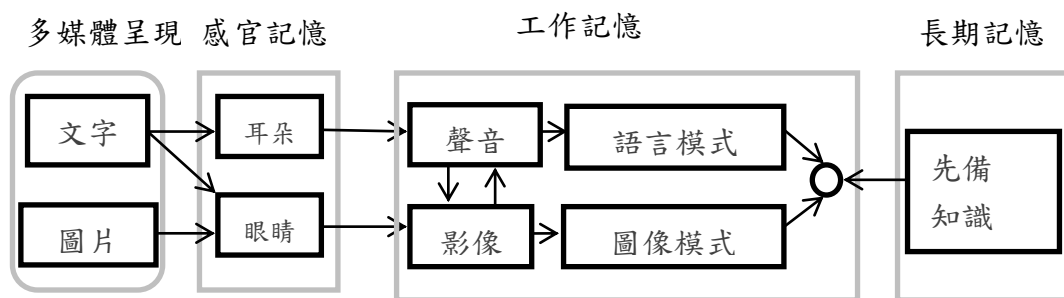 多媒體呈現
感官記憶
工作記憶
長期記憶
文字
耳朵
聲音
語言模式
先備
知識
圖片
眼睛
影像
圖像模式